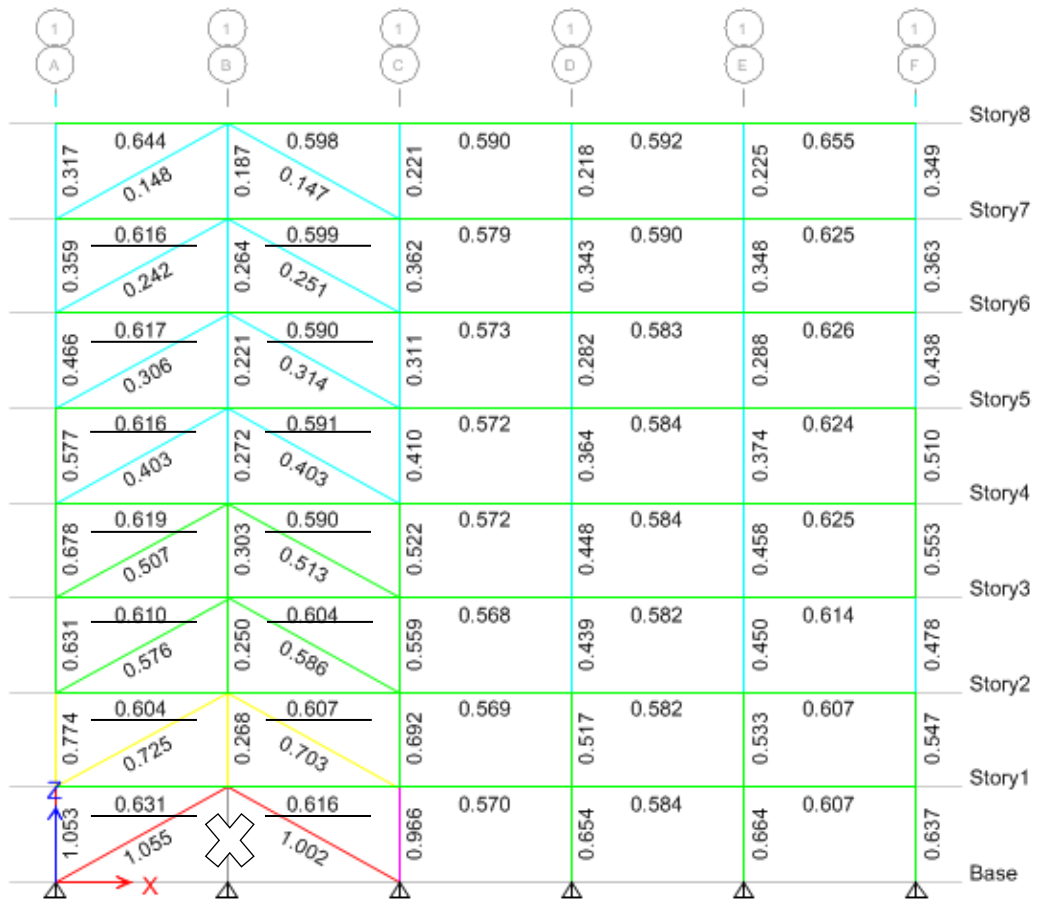 1 1 1 1 1 1
A B C D E F
Story8
0.644 0.598 0.590 0.592 0.655
0.317 0.148 0.187 0.147 0.221 0.218 0.225 0.349
Story7
0.616 0.599 0.579 0.590 0.625
0.359 0.242 0.264 0.251 0.362 0.343 0.348 0.363
Story6
0.617 0.590 0.573 0.583 0.626
0.466 0.306 0.221 0.314 0.311 0.282 0.288 0.438
Story5
0.616 0.591 0.572 0.584 0.624
0.577 0.403 0.272 0.403 0.410 0.364 0.374 0.510
Story4
0.619 0.590 0.572 0.584 0.625
0.678 0.507 0.303 0.513 0.522 0.448 0.458 0.553
Story3
0.610 0.604 0.568 0.582 0.614
0.631 0.576 0.250 0.586 0.559 0.439 0.450 0.478
Story2
0.604 0.607 0.569 0.582 0.607
0.774 0.725 0.268 0.703 0.692 0.517 0.533 0.547
Story1
Z
0.631 0.616 0.570 0.584 0.607
1.053 1.055 1.002 0.966 0.654 0.664 0.637
Base
X